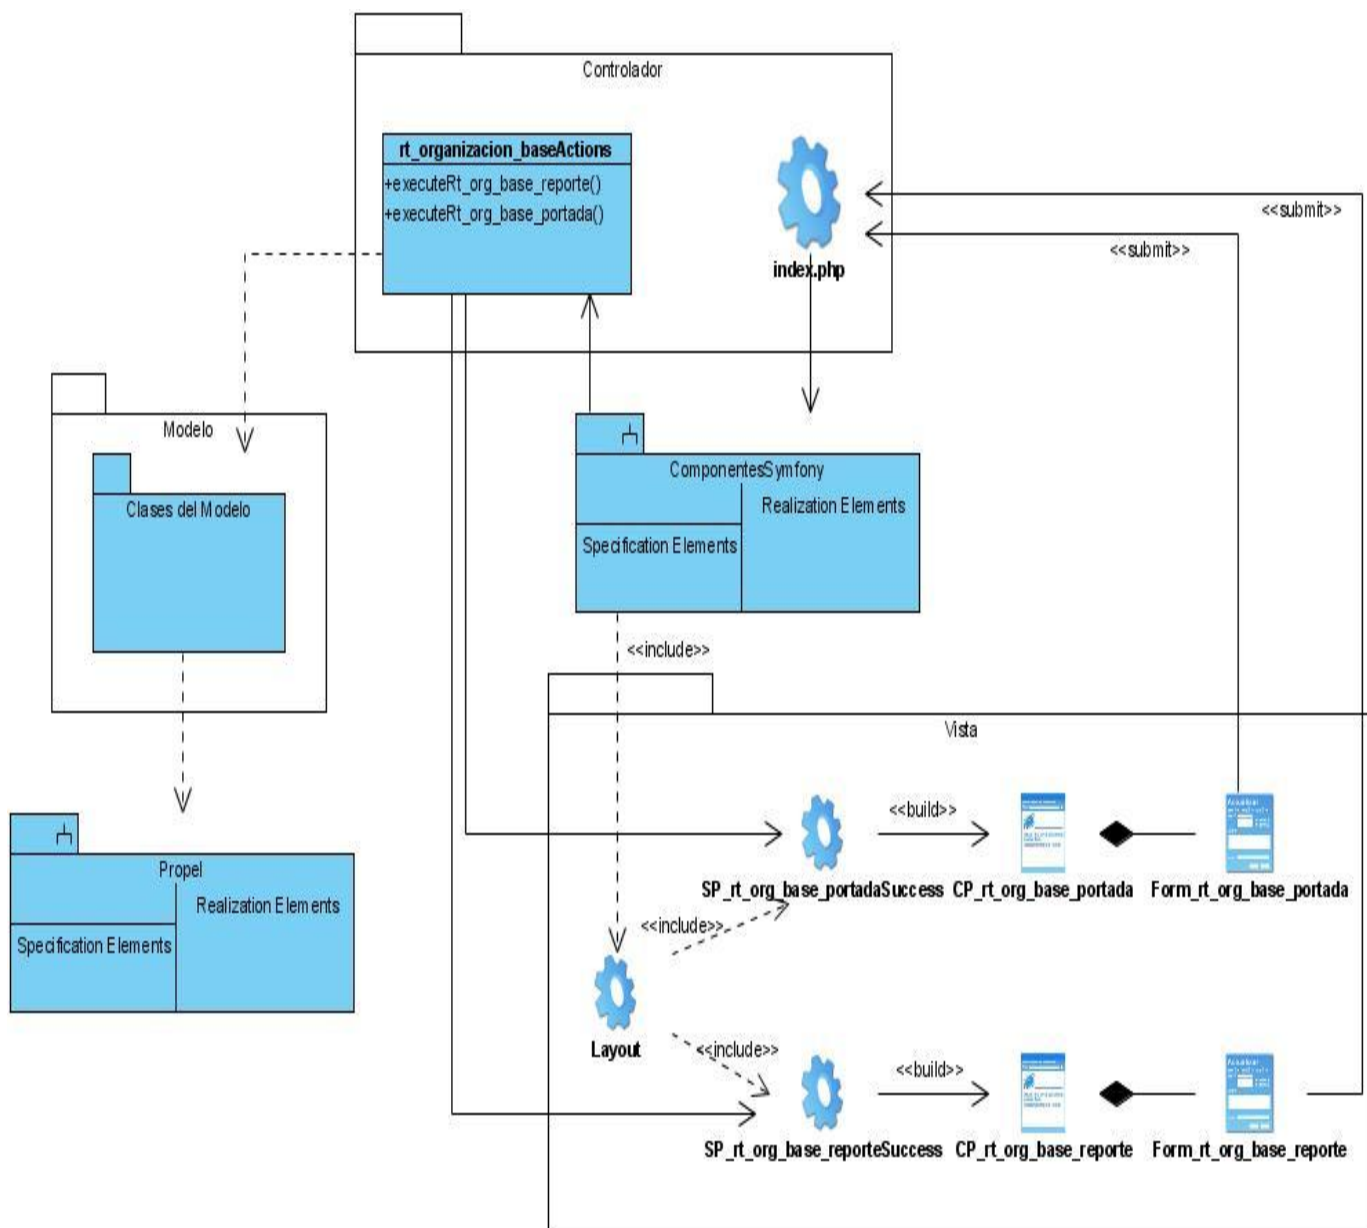 Controlador
rt_organizacion_baseActions
+executeRt_org_base_reporte()
+executeRt_org_base_portada()
index.php
<<submit>>
<<submit>>
Modelo
Clases del Modelo
ComponentesSymfony
Realization Elements
Specification Elements
<<include>>
Vista
Propel
Realization Elements
Specification Elements
<<build>>
SP_rt_org_base_portadaSuccess
CP_rt_org_base_portada
Form_rt_org_base_portada
<<include>>
Layout
<<include>>
<<build>>
SP_rt_org_base_reporteSuccess
CP_rt_org_base_reporte
Form_rt_org_base_reporte